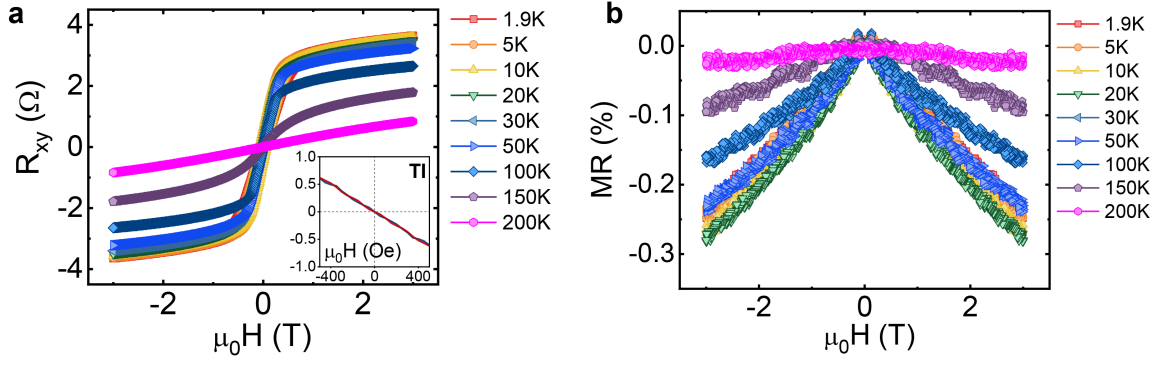 a
4
2
0
-2
-4
R_xy (Ω)
-2
0
2
μ₀H (T)
1.9K
5K
10K
20K
30K
50K
100K
150K
200K
1.0
0.5
0
-0.5
-1.0
TI
μ₀H (Oe)
-400
0
400
b
0.0
-0.1
-0.2
-0.3
MR (%)
-2
0
2
μ₀H (T)
1.9K
5K
10K
20K
30K
50K
100K
150K
200K